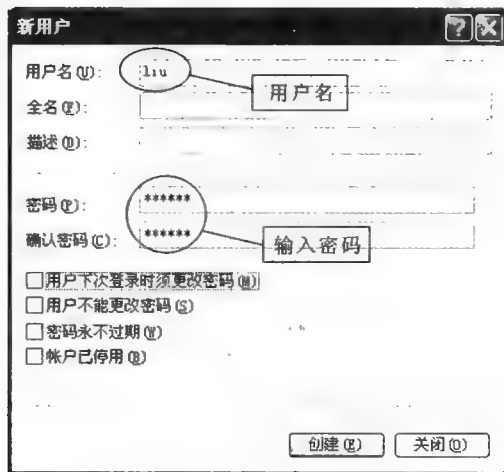 新用户
用户名(U): liu
用户名
全名(F):
描述(D):
密码(P): ******
确认密码(C): ******
输入密码
用户下次登录时须更改密码(M)
用户不能更改密码(S)
密码永不过期(W)
帐户已停用(B)
创建(E) 关闭(O)